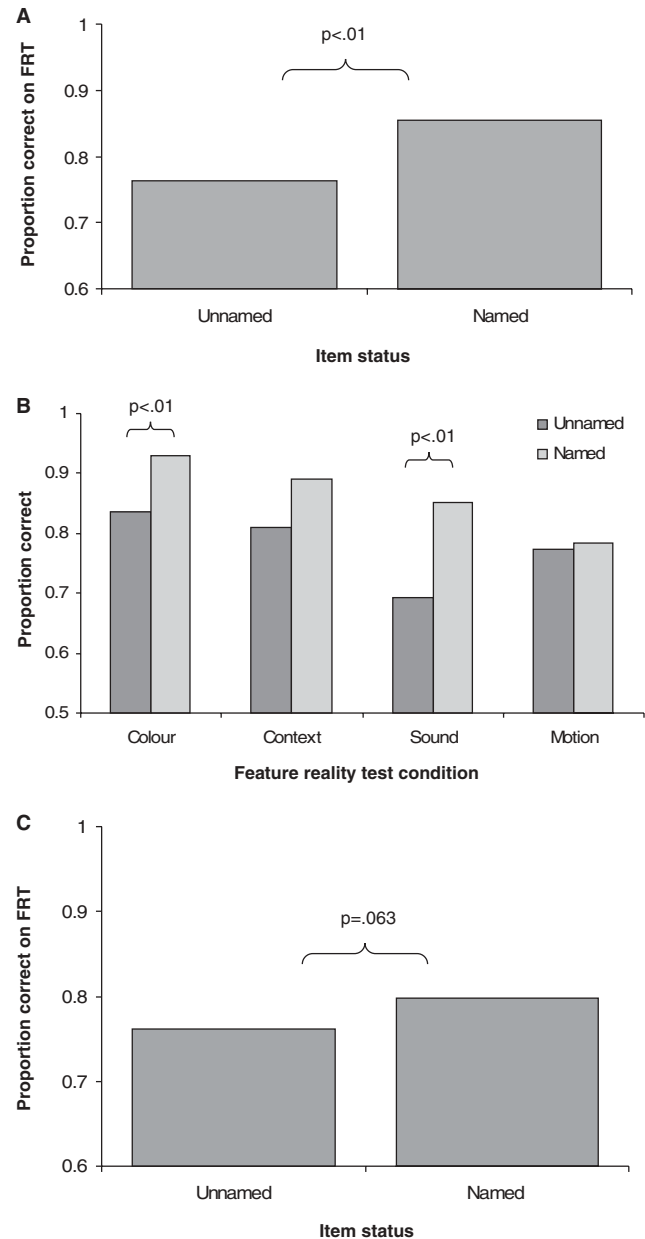 A
1
p<.01
0.9
0.8
0.7
0.6
Proportion correct on FRT
Unnamed Named
Item status
B
1
p<.01
p<.01
Unnamed
Named
0.9
0.8
0.7
0.6
0.5
Proportion correct
Colour Context Sound Motion
Feature reality test condition
C
1
0.9
p=.063
0.8
0.7
0.6
Proportion correct on FRT
Unnamed Named
Item status